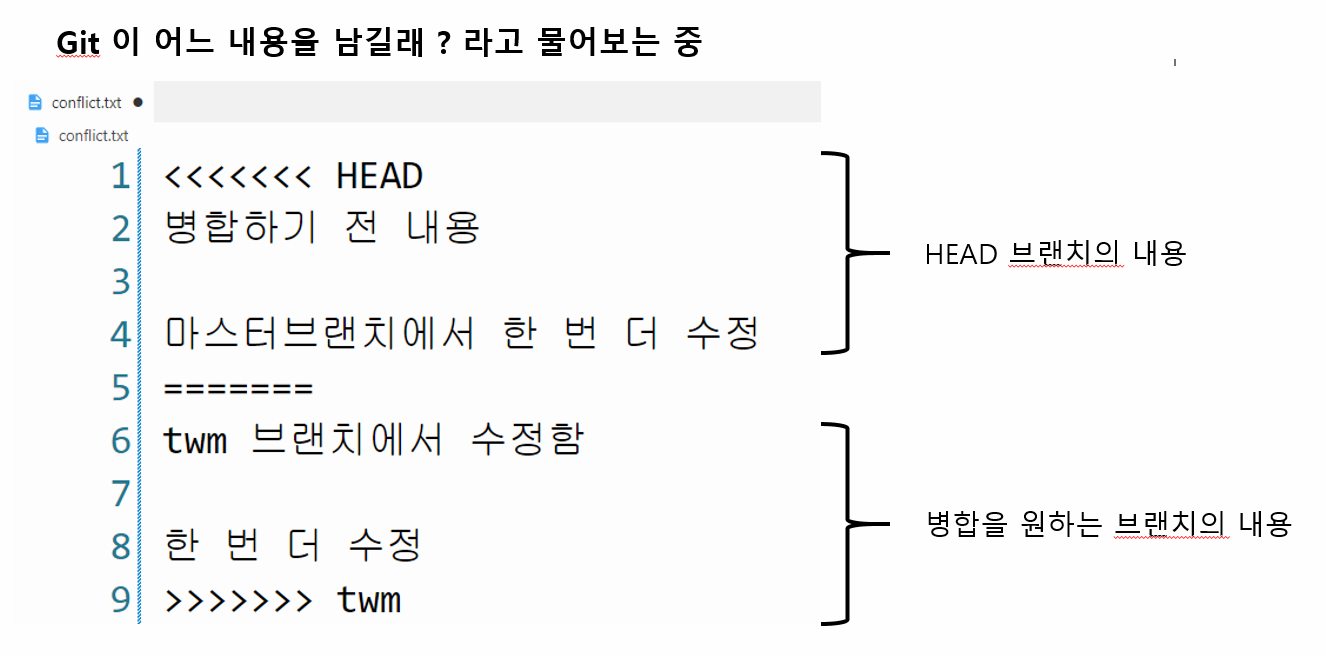 Git 이 어느 내용을 남길래 ? 라고 물어보는 중
conflict.txt
conflict.txt
1 <<<<<<< HEAD
2 병합하기 전 내용
3
4 마스터브랜치에서 한 번 더 수정
HEAD 브랜치의 내용
5 =======
6 twm 브랜치에서 수정함
7
8 한 번 더 수정
9 >>>>>>> twm
병합을 원하는 브랜치의 내용